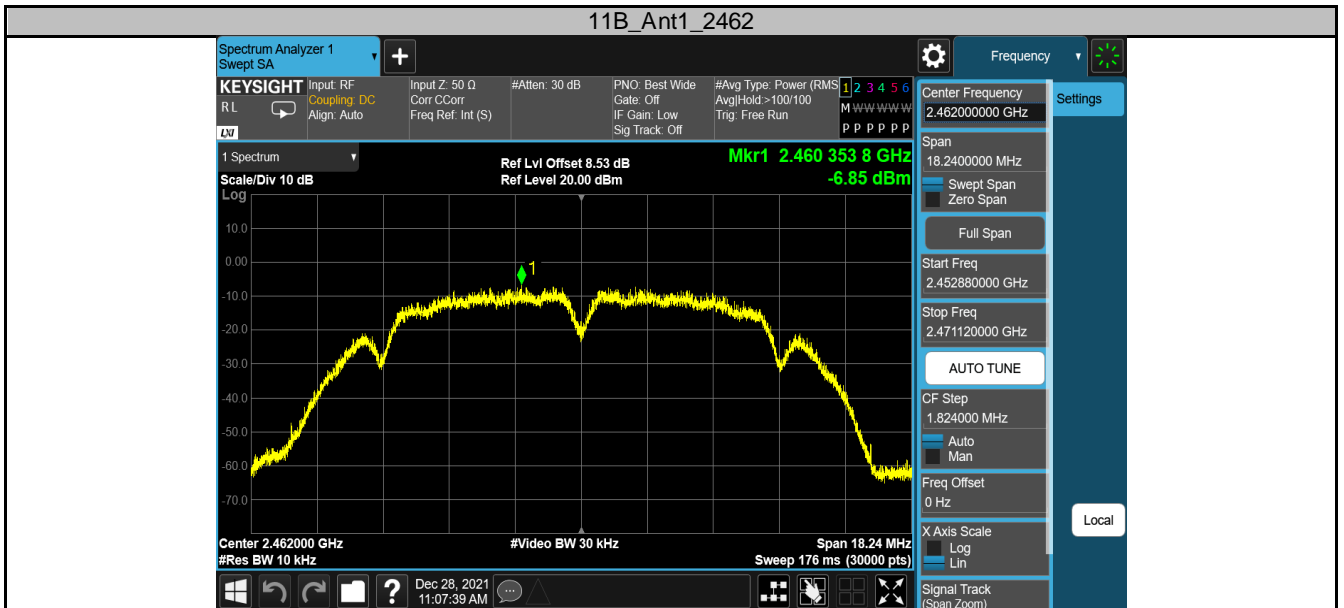 11B_Ant1_2462
Spectrum Analyzer 1
Swept SA
+
Frequency
KEYSIGHT
R L
LXI
Input: RF
Coupling: DC
Align: Auto
Input Z: 50 Ω
Corr CCorr
Freq Ref: Int (S)
#Atten: 30 dB
PNO: Best Wide
Gate: Off
IF Gain: Low
Sig Track: Off
#Avg Type: Power (RMS
Avg|Hold:>100/100
Trig: Free Run
1 2 3 4 5 6
M W W W W W
P P P P P P
Center Frequency
2.462000000 GHz
Settings
Span
18.2400000 MHz
Swept Span
Zero Span
Full Span
Start Freq
2.452880000 GHz
Stop Freq
2.471120000 GHz
AUTO TUNE
CF Step
1.824000 MHz
Auto
Man
Freq Offset
0 Hz
X Axis Scale
Log
Lin
Signal Track
(Span Zoom)
Local
1 Spectrum
Scale/Div 10 dB
Log
Ref Lvl Offset 8.53 dB
Ref Level 20.00 dBm
Mkr1 2.460 353 8 GHz
-6.85 dBm
1
10.0
0.00
-10.0
-20.0
-30.0
-40.0
-50.0
-60.0
-70.0
Center 2.462000 GHz
#Res BW 10 kHz
#Video BW 30 kHz
Span 18.24 MHz
Sweep 176 ms (30000 pts)
?
Dec 28, 2021
11:07:39 AM